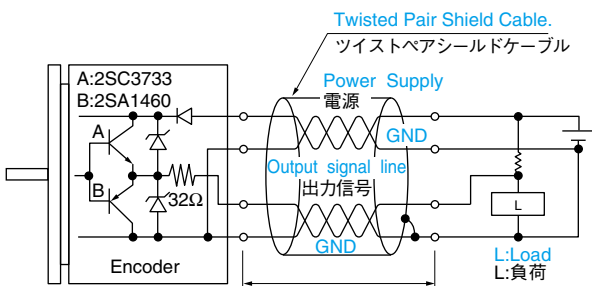 Twisted Pair Shield Cable.
ツイストペアシールドケーブル
A:2SC3733
B:2SA1460
Power Supply
電源
A
GND
Output signal line
出力信号
B
32Ω
L
GND
Encoder
L:Load
L:負荷